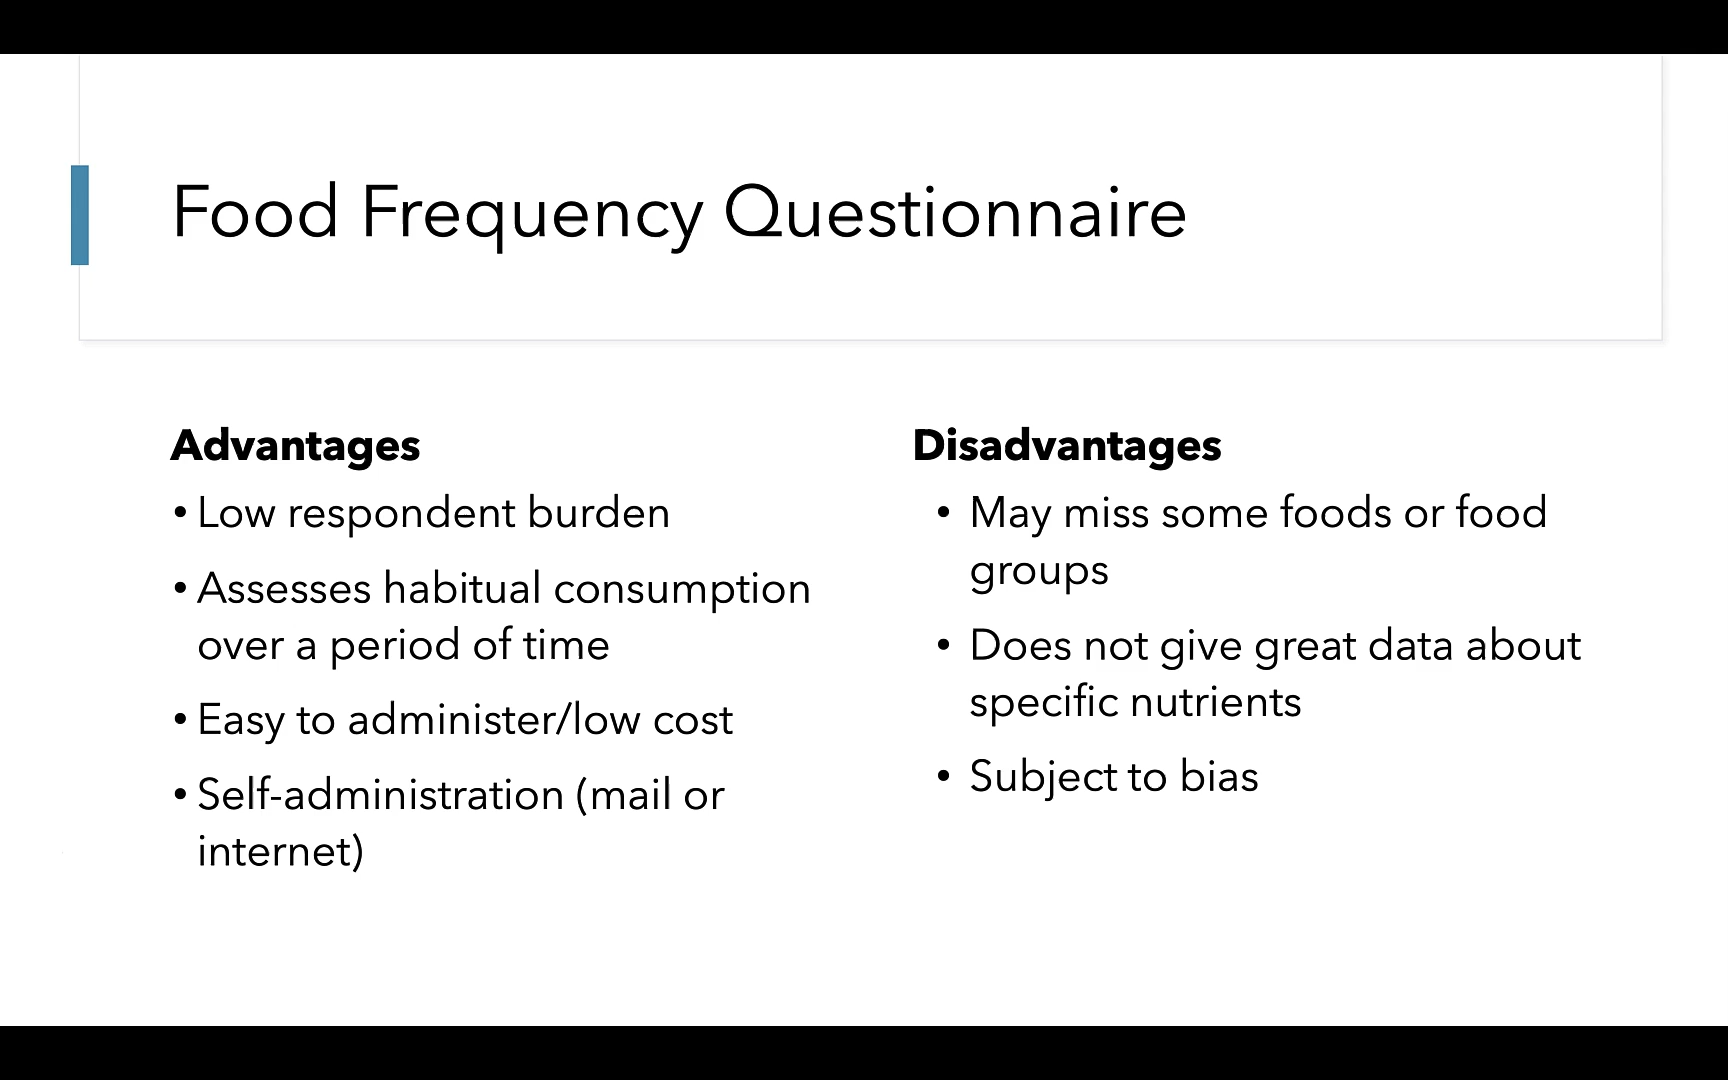 Food Frequency Questionnaire
Advantages
• Low respondent burden
• Assesses habitual consumption
over a period of time
• Easy to administer/low cost
• Self-administration (mail or
internet)
Disadvantages
• May miss some foods or food
groups
• Does not give great data about
specific nutrients
• Subject to bias